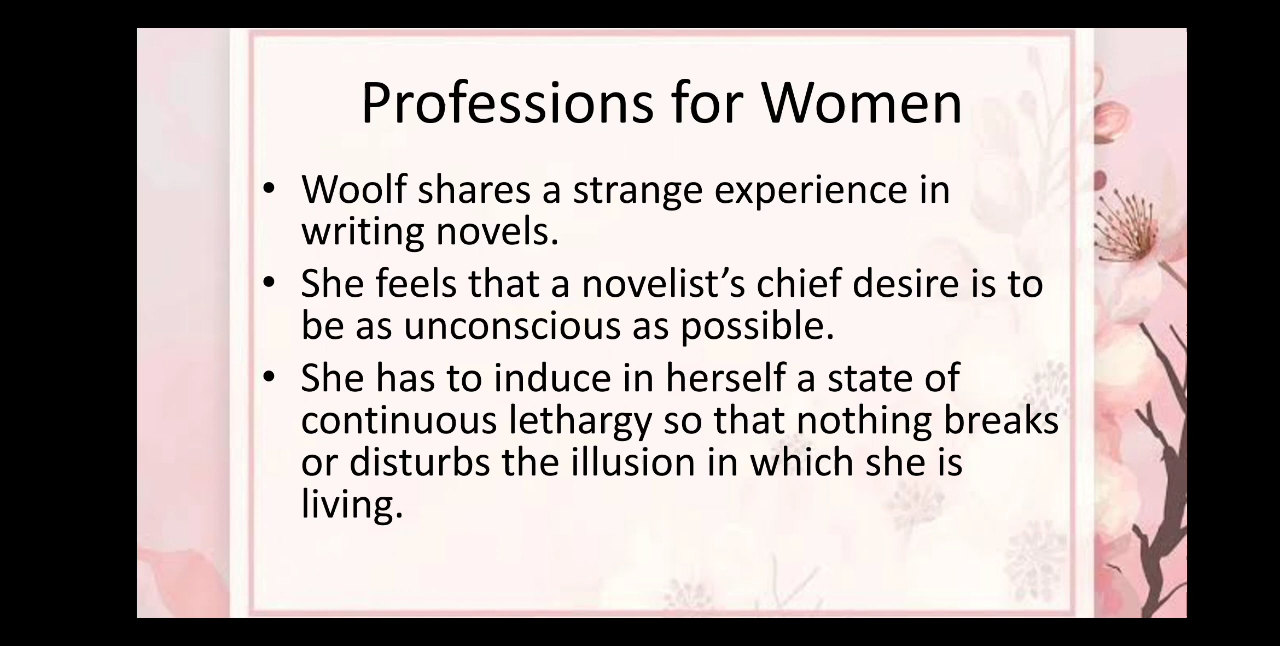 Professions for Women
• Woolf shares a strange experience in
writing novels.
• She feels that a novelist’s chief desire is to
be as unconscious as possible.
• She has to induce in herself a state of
continuous lethargy so that nothing breaks
or disturbs the illusion in which she is
living.